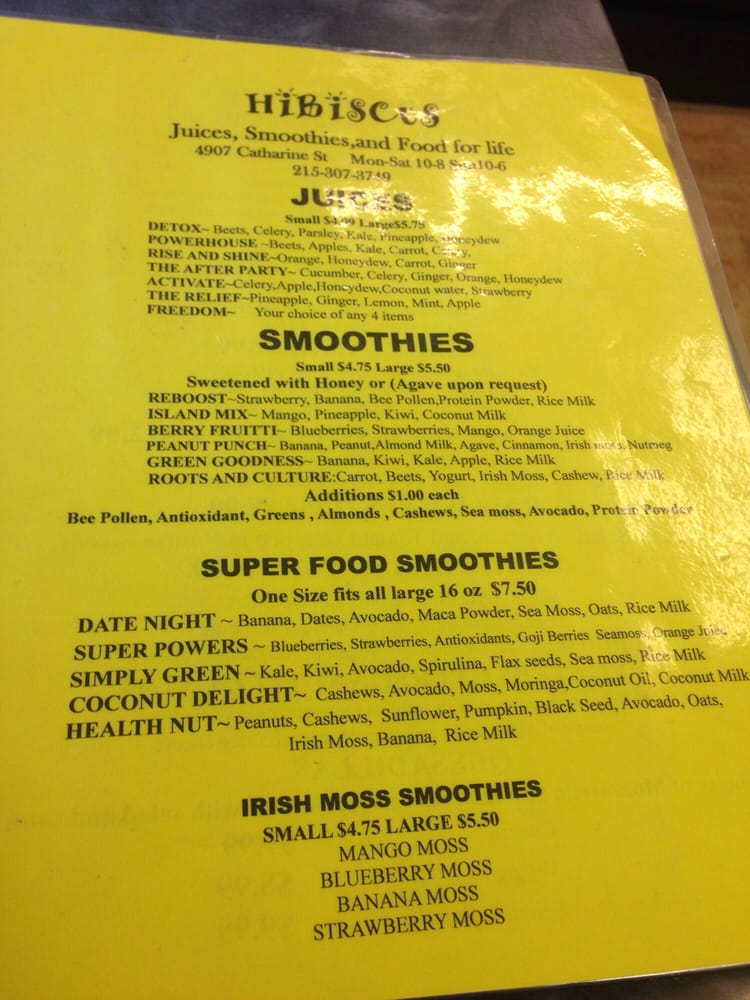 HiBiSCUS
Juices, Smoothies,and Food for life
4907 Catharine St Mon-Sat 10-8 Sun10-6
215-307-3749
JUICES
Small $4.99 Large$5.75
DETOX~ Beets, Celery, Parsley, Kale, Pineapple, Honeydew
POWERHOUSE ~Beets, Apples, Kale, Carrot, Celery,
RISE AND SHINE~Orange, Honeydew, Carrot, Ginger
THE AFTER PARTY~ Cucumber, Celery, Ginger, Orange, Honeydew
ACTIVATE~Celery,Apple,Honeydew,Coconut water, Strawberry
THE RELIEF~Pineapple, Ginger, Lemon, Mint, Apple
FREEDOM~ Your choice of any 4 items
SMOOTHIES
Small $4.75 Large $5.50
Sweetened with Honey or (Agave upon request)
REBOOST~Strawberry, Banana, Bee Pollen,Protein Powder, Rice Milk
ISLAND MIX~ Mango, Pineapple, Kiwi, Coconut Milk
BERRY FRUITTI~ Blueberries, Strawberries, Mango, Orange Juice
PEANUT PUNCH~ Banana, Peanut,Almond Milk, Agave, Cinnamon, Irish moss, Nutmeg
GREEN GOODNESS~ Banana, Kiwi, Kale, Apple, Rice Milk
ROOTS AND CULTURE:Carrot, Beets, Yogurt, Irish Moss, Cashew, Rice Milk
Additions $1.00 each
Bee Pollen, Antioxidant, Greens , Almonds , Cashews, Sea moss, Avocado, Protein Powder
SUPER FOOD SMOOTHIES
One Size fits all large 16 oz $7.50
DATE NIGHT ~ Banana, Dates, Avocado, Maca Powder, Sea Moss, Oats, Rice Milk
SUPER POWERS ~ Blueberries, Strawberries, Antioxidants, Goji Berries Seamoss, Orange Juice
SIMPLY GREEN ~ Kale, Kiwi, Avocado, Spirulina, Flax seeds, Sea moss, Rice Milk
COCONUT DELIGHT~ Cashews, Avocado, Moss, Moringa,Coconut Oil, Coconut Milk
HEALTH NUT~ Peanuts, Cashews, Sunflower, Pumpkin, Black Seed, Avocado, Oats,
Irish Moss, Banana, Rice Milk
IRISH MOSS SMOOTHIES
SMALL $4.75 LARGE $5.50
MANGO MOSS
BLUEBERRY MOSS
BANANA MOSS
STRAWBERRY MOSS